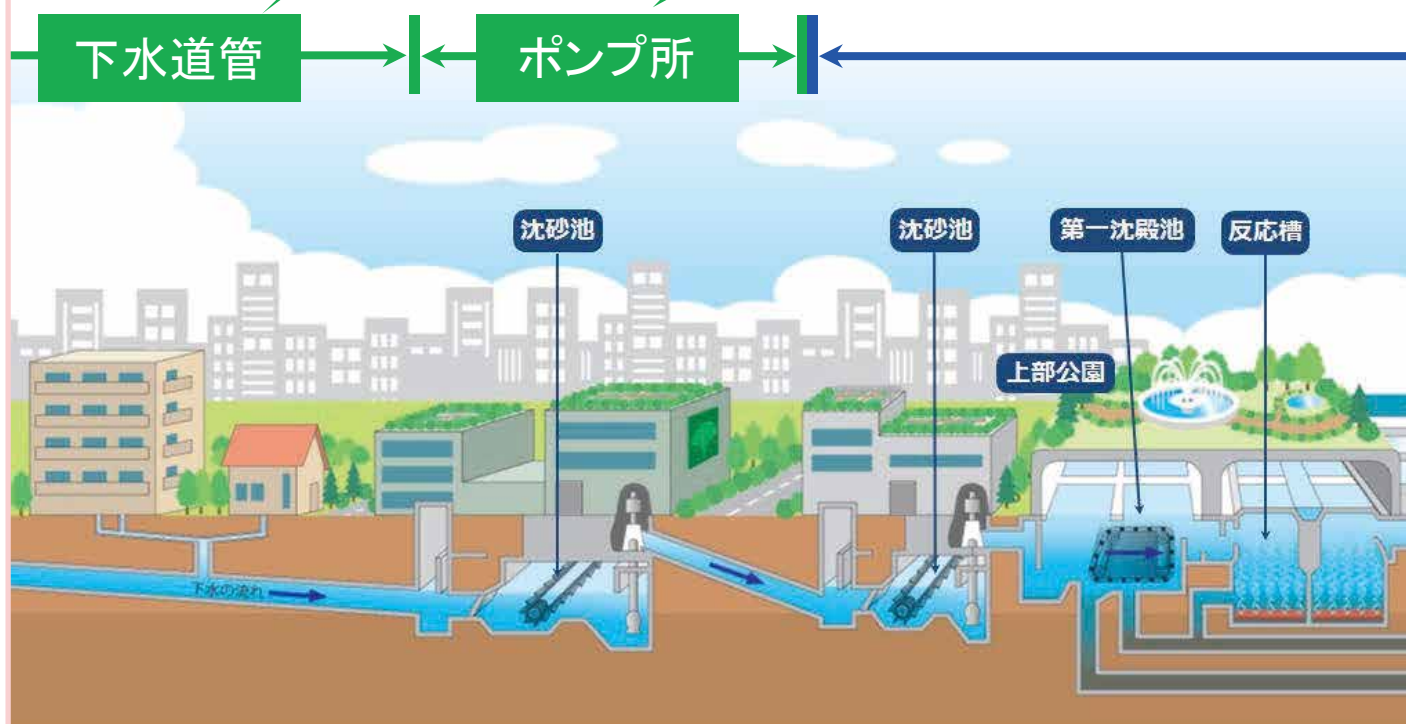 下水道管
ポンプ所
沈砂池
沈砂池
第一沈殿池
反応槽
上部公園
下水の流れ